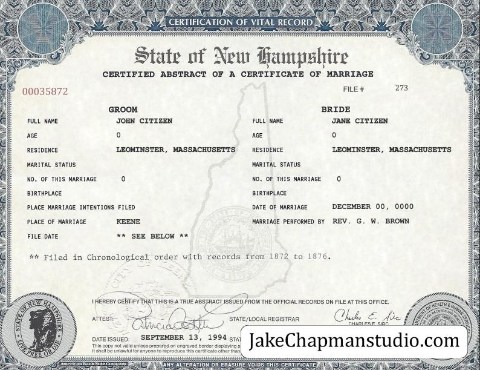 CERTIFICATION OF VITAL RECORD
State of New Hampshire
CERTIFIED ABSTRACT OF A CERTIFICATE OF MARRIAGE
00035872
FILE # 273
GROOM BRIDE
FULL NAME JOHN CITIZEN FULL NAME JANE CITIZEN
AGE 0 AGE 0
RESIDENCE LEOMINSTER, MASSACHUSETTS RESIDENCE LEOMINSTER, MASSACHUSETTS
MARITAL STATUS MARITAL STATUS
NO. OF THIS MARRIAGE 0 NO. OF THIS MARRIAGE 0
BIRTHPLACE BIRTHPLACE
PLACE MARRIAGE INTENTIONS FILED DATE OF MARRIAGE DECEMBER 00, 0000
PLACE OF MARRIAGE KEENE MARRIAGE PERFORMED BY REV. G. W. BROWN
FILE DATE ** SEE BELOW **
** Filed in Chronological order with records from 1872 to 1876.
I HEREBY CERTIFY THAT THIS IS A TRUE ABSTRACT ISSUED FROM THE OFFICIAL RECORDS ON FILE AT THIS OFFICE.
ATTEST: STATE/LOCAL REGISTRAR
DATE ISSUED SEPTEMBER 13, 1994
JakeChapmanstudio.com
ANY ALTERATION OR ERASURE VOIDS THIS CERTIFICATE